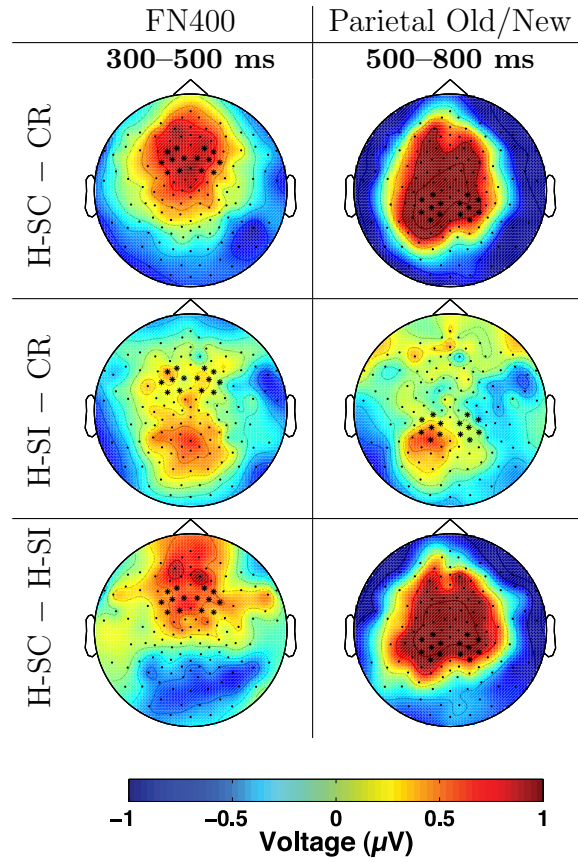 FN400 Parietal Old/New
300–500 ms 500–800 ms
H-SC − CR
H-SI − CR
H-SC − H-SI
−1 −0.5 0 0.5 1
Voltage (μV)